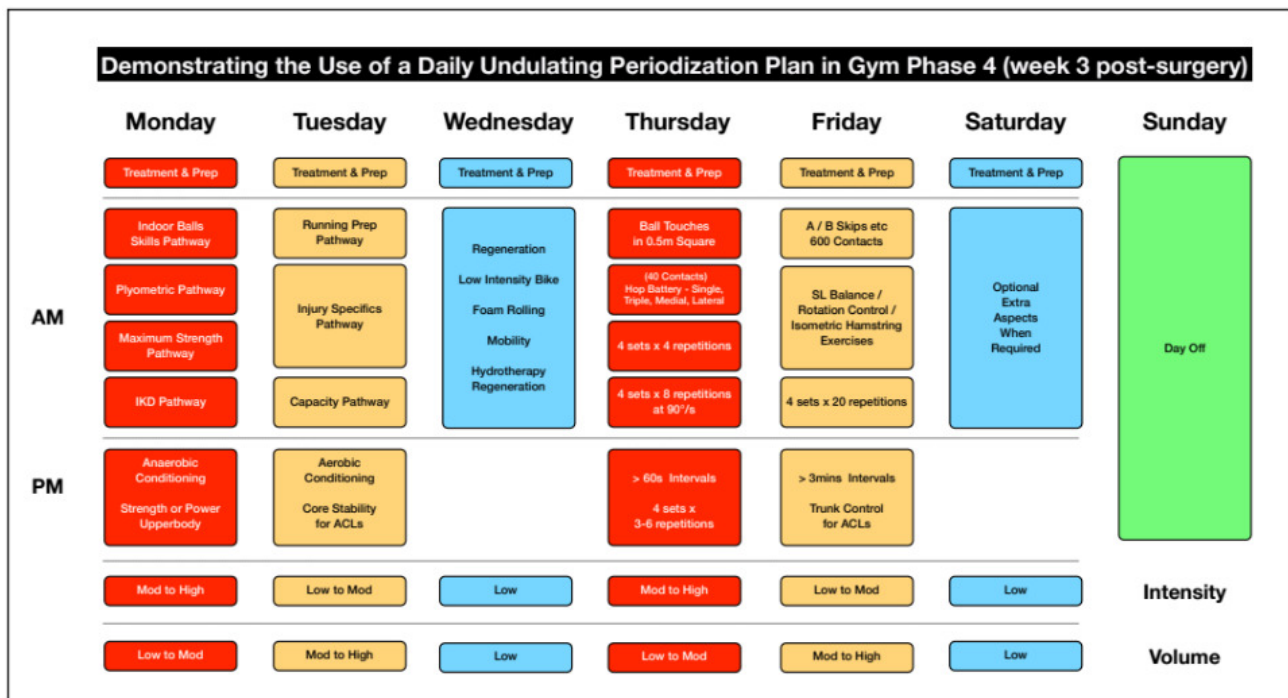 Demonstrating the Use of a Daily Undulating Periodization Plan in Gym Phase 4 (week 3 post-surgery)
Monday
Tuesday
Wednesday
Thursday
Friday
Saturday
Sunday
Treatment & Prep
Treatment & Prep
Treatment & Prep
Treatment & Prep
Treatment & Prep
Treatment & Prep
AM
Indoor Balls
Skills Pathway
Plyometric Pathway
Maximum Strength
Pathway
IKD Pathway
Running Prep
Pathway
Injury Specifics
Pathway
Capacity Pathway
Regeneration
Low Intensity Bike
Foam Rolling
Mobility
Hydrotherapy
Regeneration
Ball Touches
in 0.5m Square
(40 Contacts)
Hop Battery - Single,
Triple, Medial, Lateral
4 sets x 4 repetitions
4 sets x 8 repetitions
at 90°/s
A / B Skips etc
600 Contacts
SL Balance /
Rotation Control /
Isometric Hamstring
Exercises
4 sets x 20 repetitions
Optional
Extra
Aspects
When
Required
Day Off
PM
Anaerobic
Conditioning
Strength or Power
Upperbody
Aerobic
Conditioning
Core Stability
for ACLs
> 60s Intervals
4 sets x
3-6 repetitions
> 3mins Intervals
Trunk Control
for ACLs
Mod to High
Low to Mod
Low
Mod to High
Low to Mod
Low
Intensity
Low to Mod
Mod to High
Low
Low to Mod
Mod to High
Low
Volume